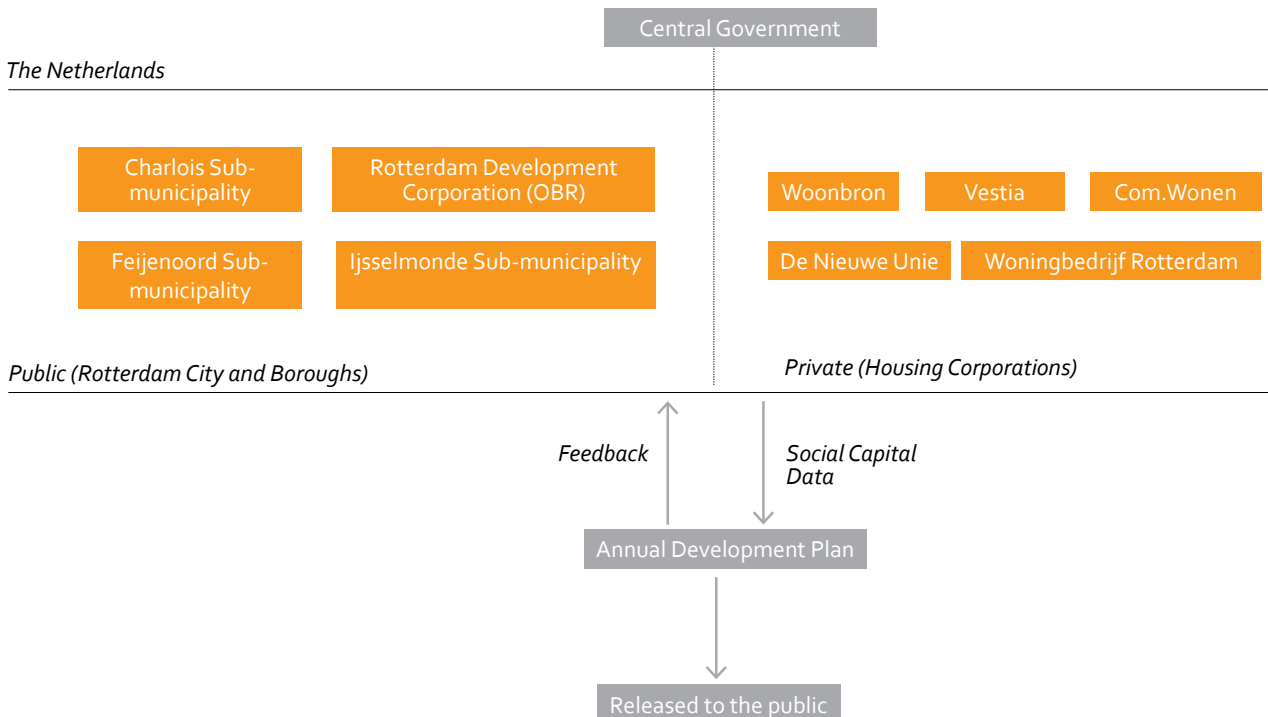 Central Government
The Netherlands
Charlois Sub-
municipality
Rotterdam Development
Corporation (OBR)
Woonbron
Vestia
Com.Wonen
Feijenoord Sub-
municipality
Ijsselmonde Sub-municipality
De Nieuwe Unie
Woningbedrijf Rotterdam
Public (Rotterdam City and Boroughs)
Private (Housing Corporations)
Feedback
Social Capital
Data
Annual Development Plan
Released to the public